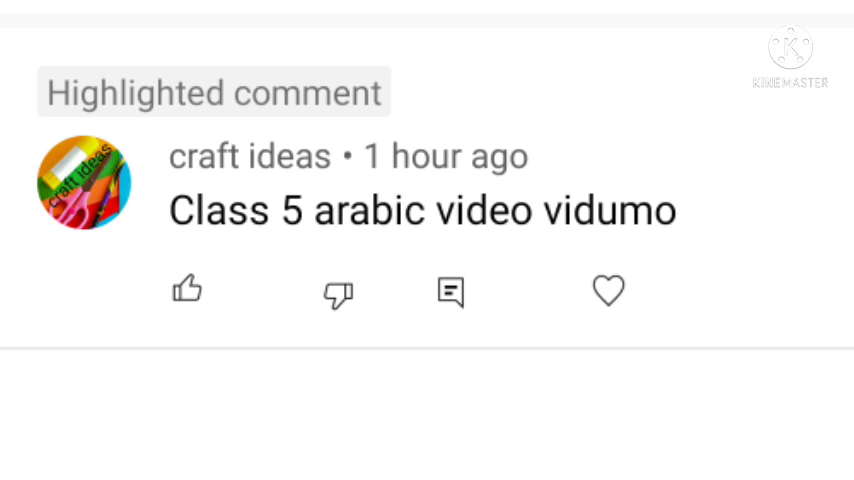 KINEMASTER
Highlighted comment
craft ideas • 1 hour ago
craft ideas
Class 5 arabic video vidumo